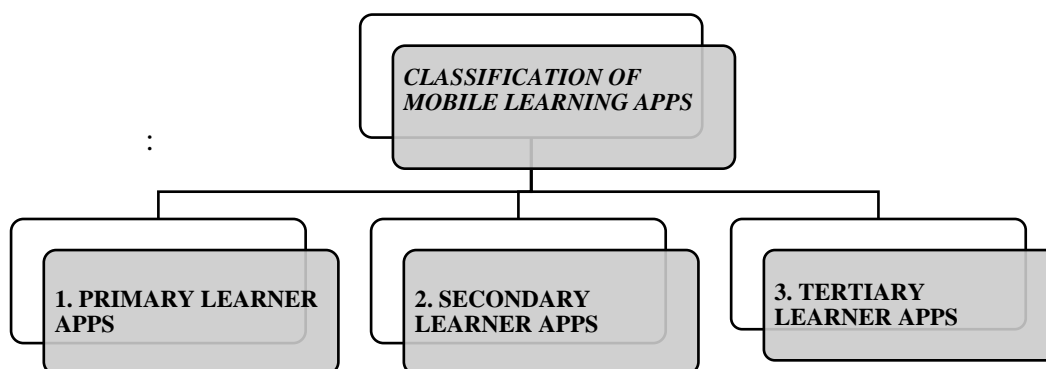 CLASSIFICATION OF
MOBILE LEARNING APPS
:
1. PRIMARY LEARNER
APPS
2. SECONDARY
LEARNER APPS
3. TERTIARY
LEARNER APPS